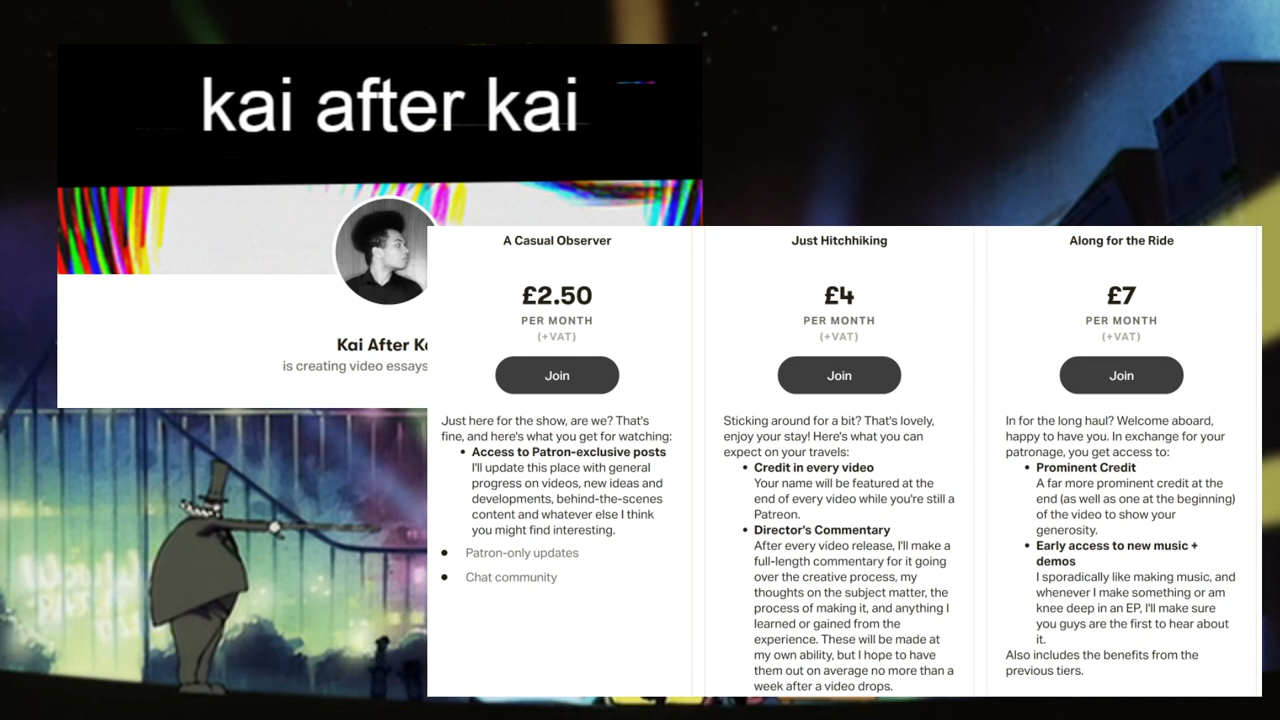 kai after kai
Kai After K
is creating video essays
A Casual Observer
£2.50
PER MONTH
(+VAT)
Join
Just here for the show, are we? That's
fine, and here's what you get for watching:
• Access to Patron-exclusive posts
I'll update this place with general
progress on videos, new ideas and
developments, behind-the-scenes
content and whatever else I think
you might find interesting.
● Patron-only updates
● Chat community
Just Hitchhiking
£4
PER MONTH
(+VAT)
Join
Sticking around for a bit? That's lovely,
enjoy your stay! Here's what you can
expect on your travels:
• Credit in every video
Your name will be featured at the
end of every video while you're still a
Patreon.
• Director's Commentary
After every video release, I'll make a
full-length commentary for it going
over the creative process, my
thoughts on the subject matter, the
process of making it, and anything I
learned or gained from the
experience. These will be made at
my own ability, but I hope to have
them out on average no more than a
week after a video drops.
Along for the Ride
£7
PER MONTH
(+VAT)
Join
In for the long haul? Welcome aboard,
happy to have you. In exchange for your
patronage, you get access to:
• Prominent Credit
A far more prominent credit at the
end (as well as one at the beginning)
of the video to show your
generosity.
• Early access to new music +
demos
I sporadically like making music, and
whenever I make something or am
knee deep in an EP, I'll make sure
you guys are the first to hear about
it.
Also includes the benefits from the
previous tiers.